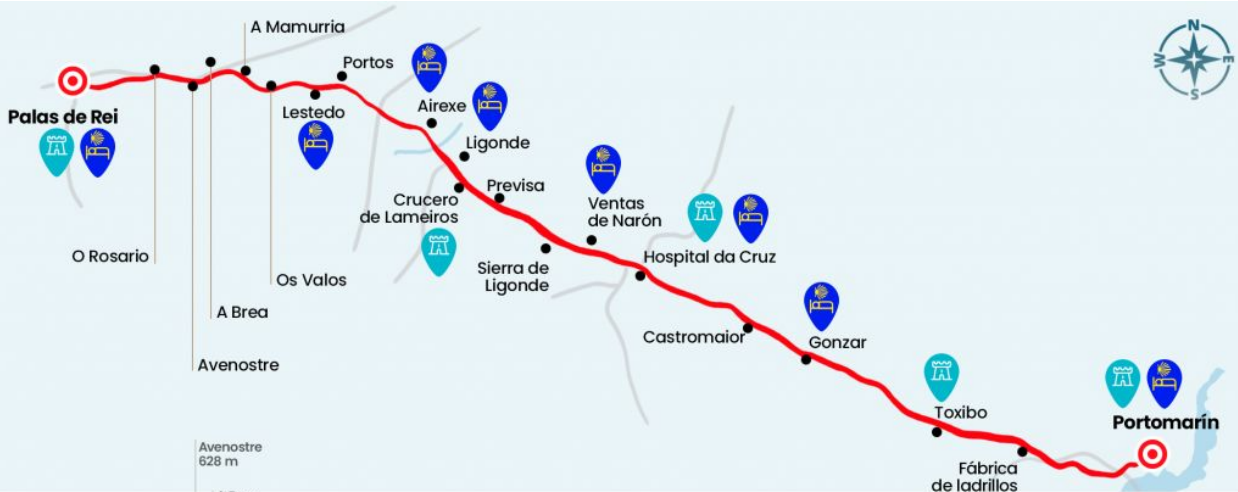 A Mamurria
N
W
E
S
Portos
Palas de Rei
Lestedo
Airexe
Ligonde
Crucero
de Lameiros
Previsa
Ventas
de Narón
O Rosario
Os Valos
Sierra de
Ligonde
Hospital da Cruz
A Brea
Castromaior
Gonzar
Avenostre
Toxibo
Portomarín
Avenostre
628 m
Fábrica
de ladrillos